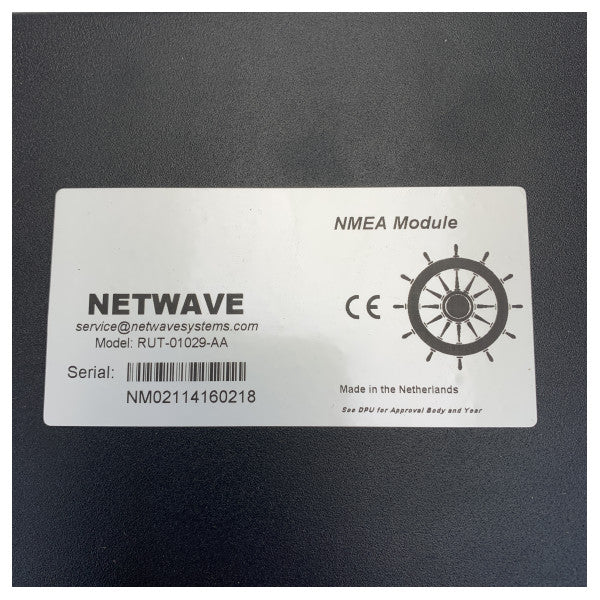 NMEA Module
NETWAVE
service@netwavesystems.com
Model: RUT-01029-AA
Serial:
NM02114160218
CE
Made in the Netherlands
See DPU for Approval Body and Year